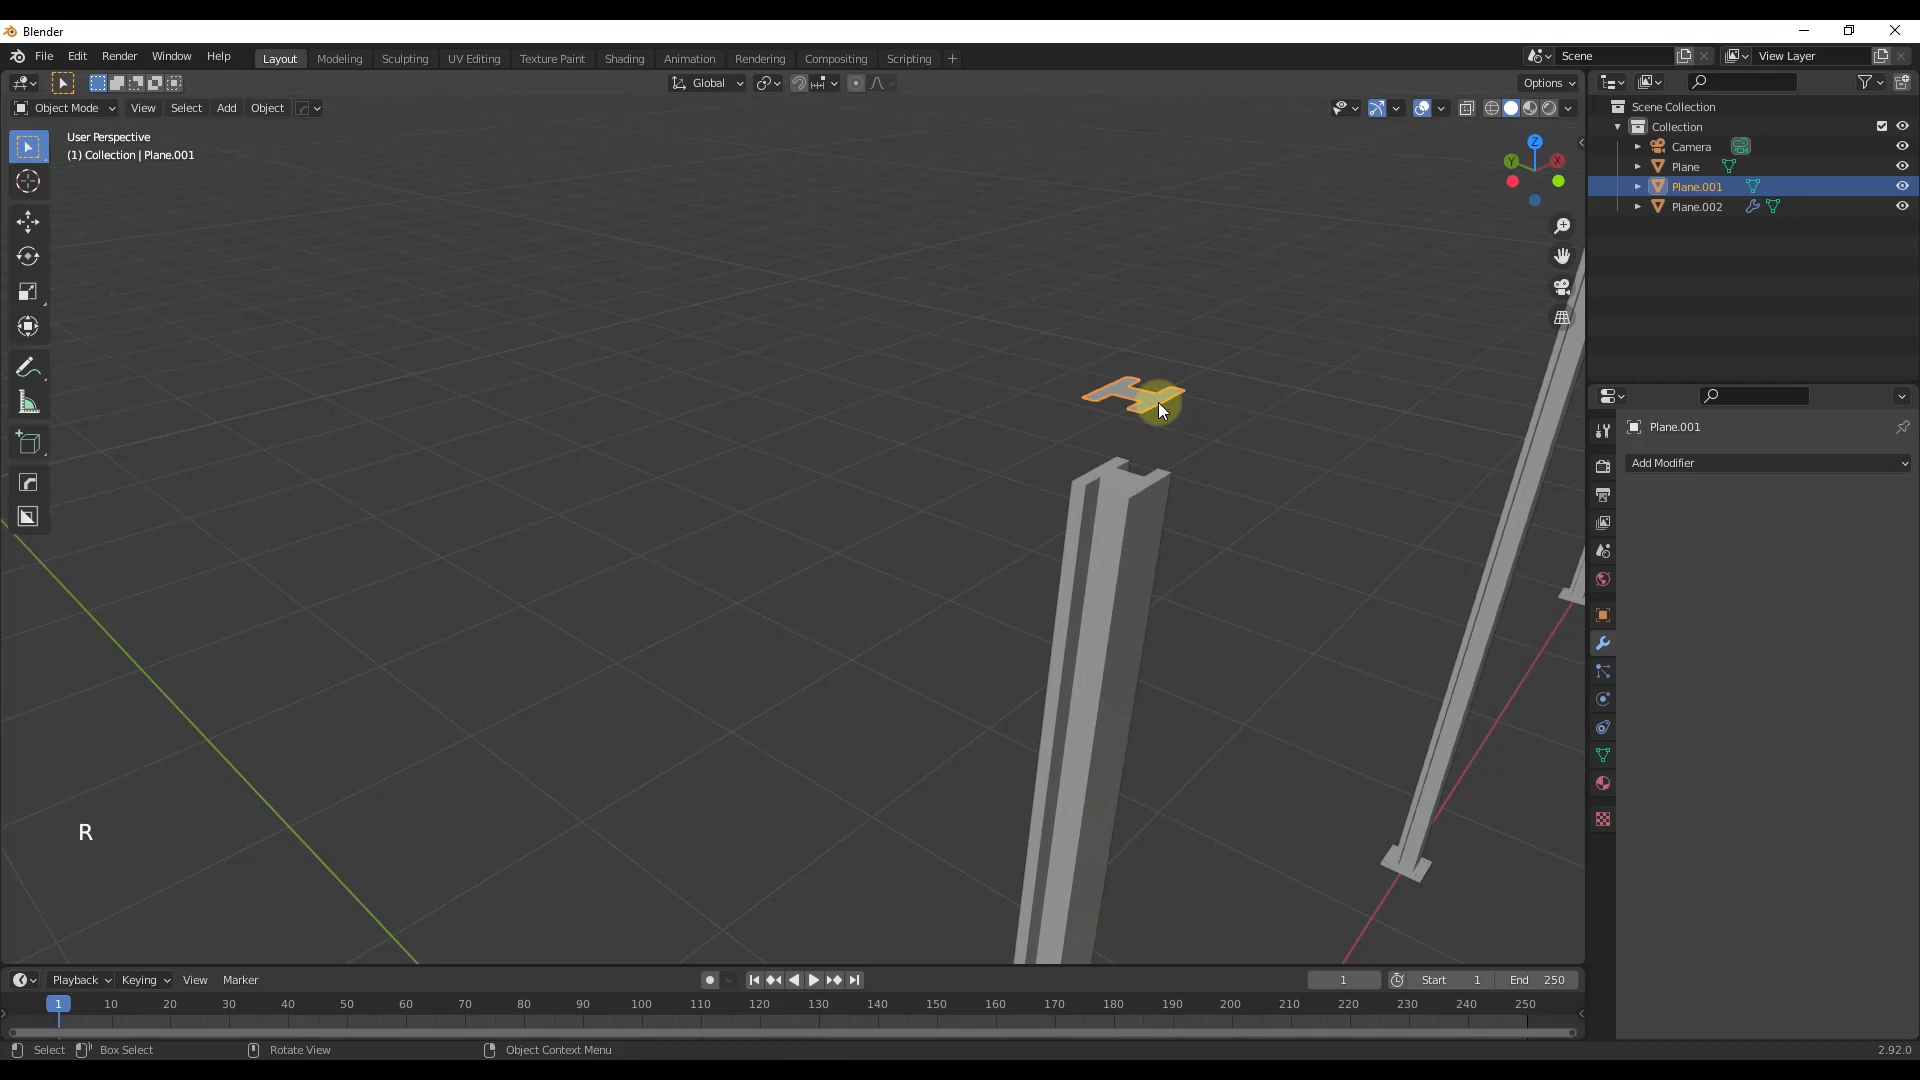 Blender
File Edit Render Window Help
Layout Modeling Sculpting UV Editing Texture Paint Shading Animation Rendering Compositing Scripting +
Scene
View Layer
Global
Options
Object Mode View Select Add Object
User Perspective
(1) Collection | Plane.001
Z
Y
X
Scene Collection
Collection
Camera
Plane
Plane.001
Plane.002
Plane.001
Add Modifier
R
Playback Keying View Marker
1
Start 1
End 250
1 10 20 30 40 50 60 70 80 90 100 110 120 130 140 150 160 170 180 190 200 210 220 230 240 250
Select
Box Select
Rotate View
Object Context Menu
2.92.0